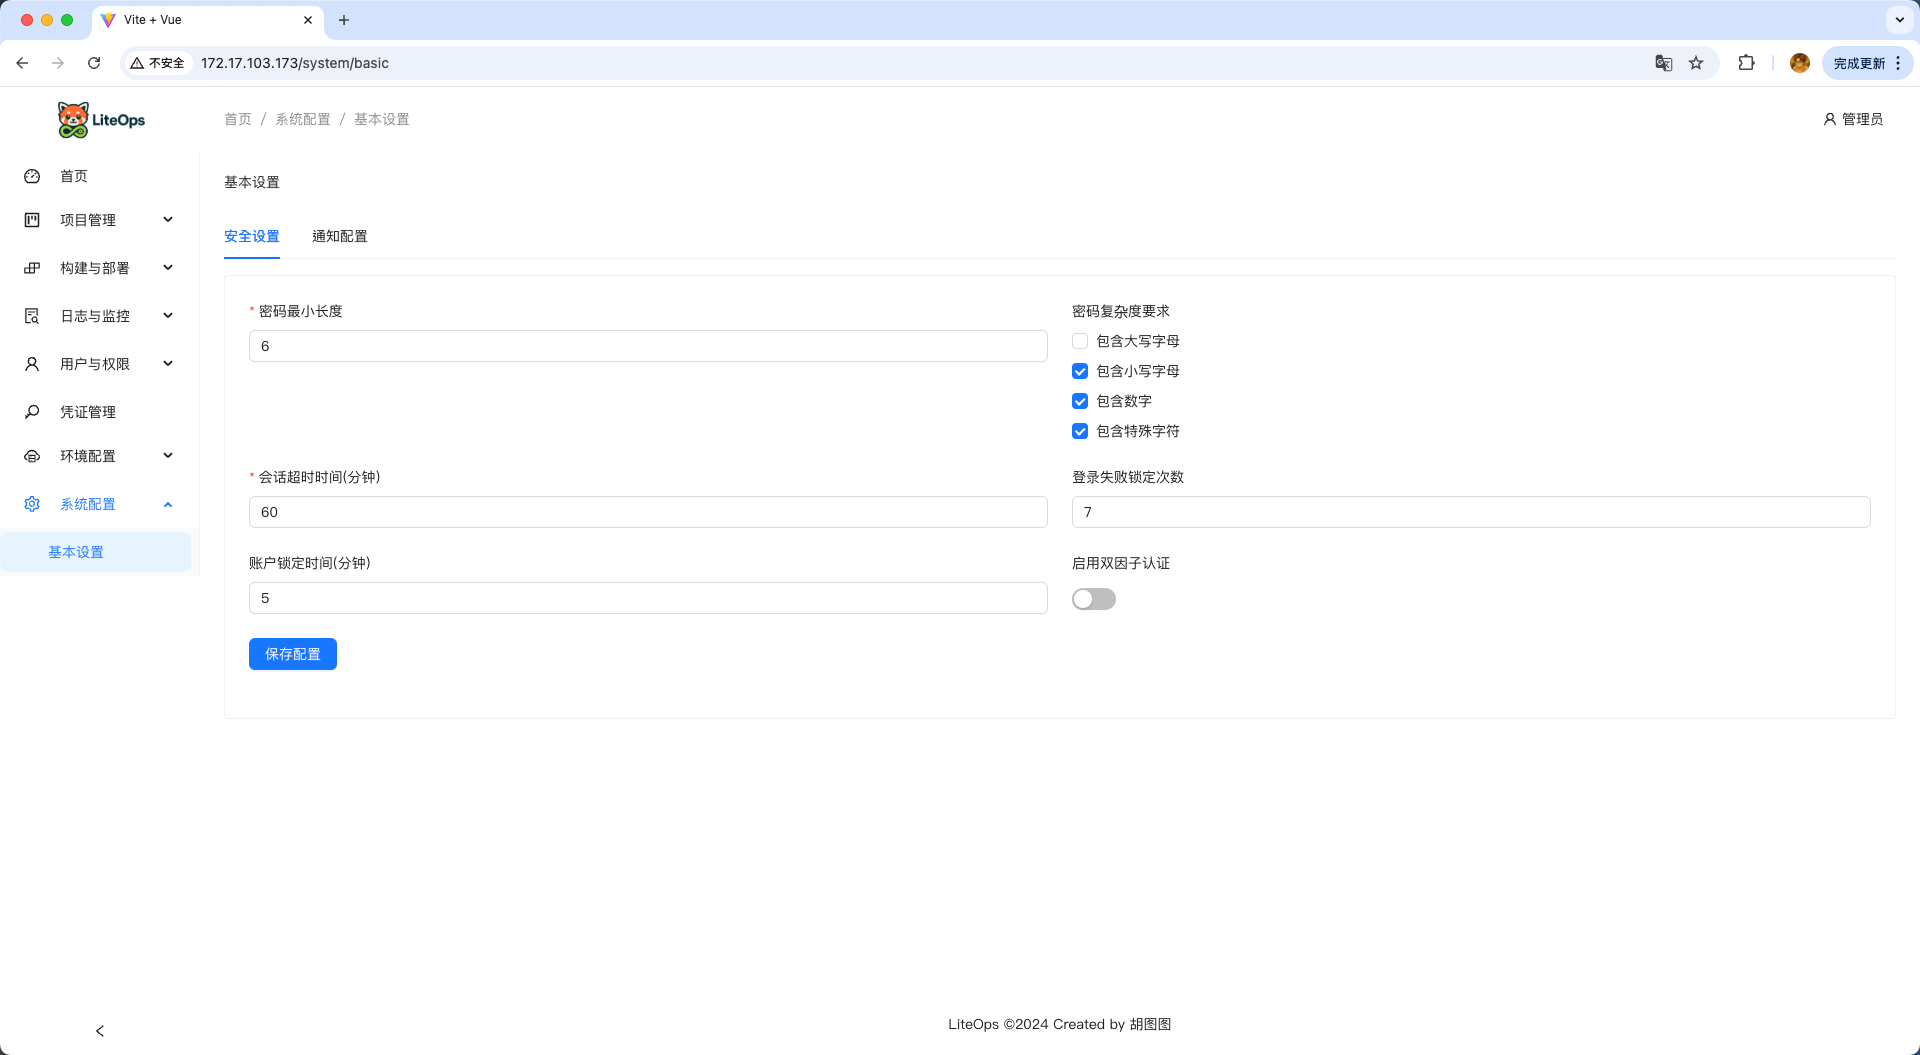 Vite + Vue
不安全
172.17.103.173/system/basic
完成更新
LiteOps
首页 / 系统配置 / 基本设置
管理员
首页
项目管理
构建与部署
日志与监控
用户与权限
凭证管理
环境配置
系统配置
基本设置
基本设置
安全设置 通知配置
* 密码最小长度
6
密码复杂度要求
包含大写字母
包含小写字母
包含数字
包含特殊字符
* 会话超时时间(分钟)
60
登录失败锁定次数
7
账户锁定时间(分钟)
5
启用双因子认证
保存配置
LiteOps ©2024 Created by 胡图图